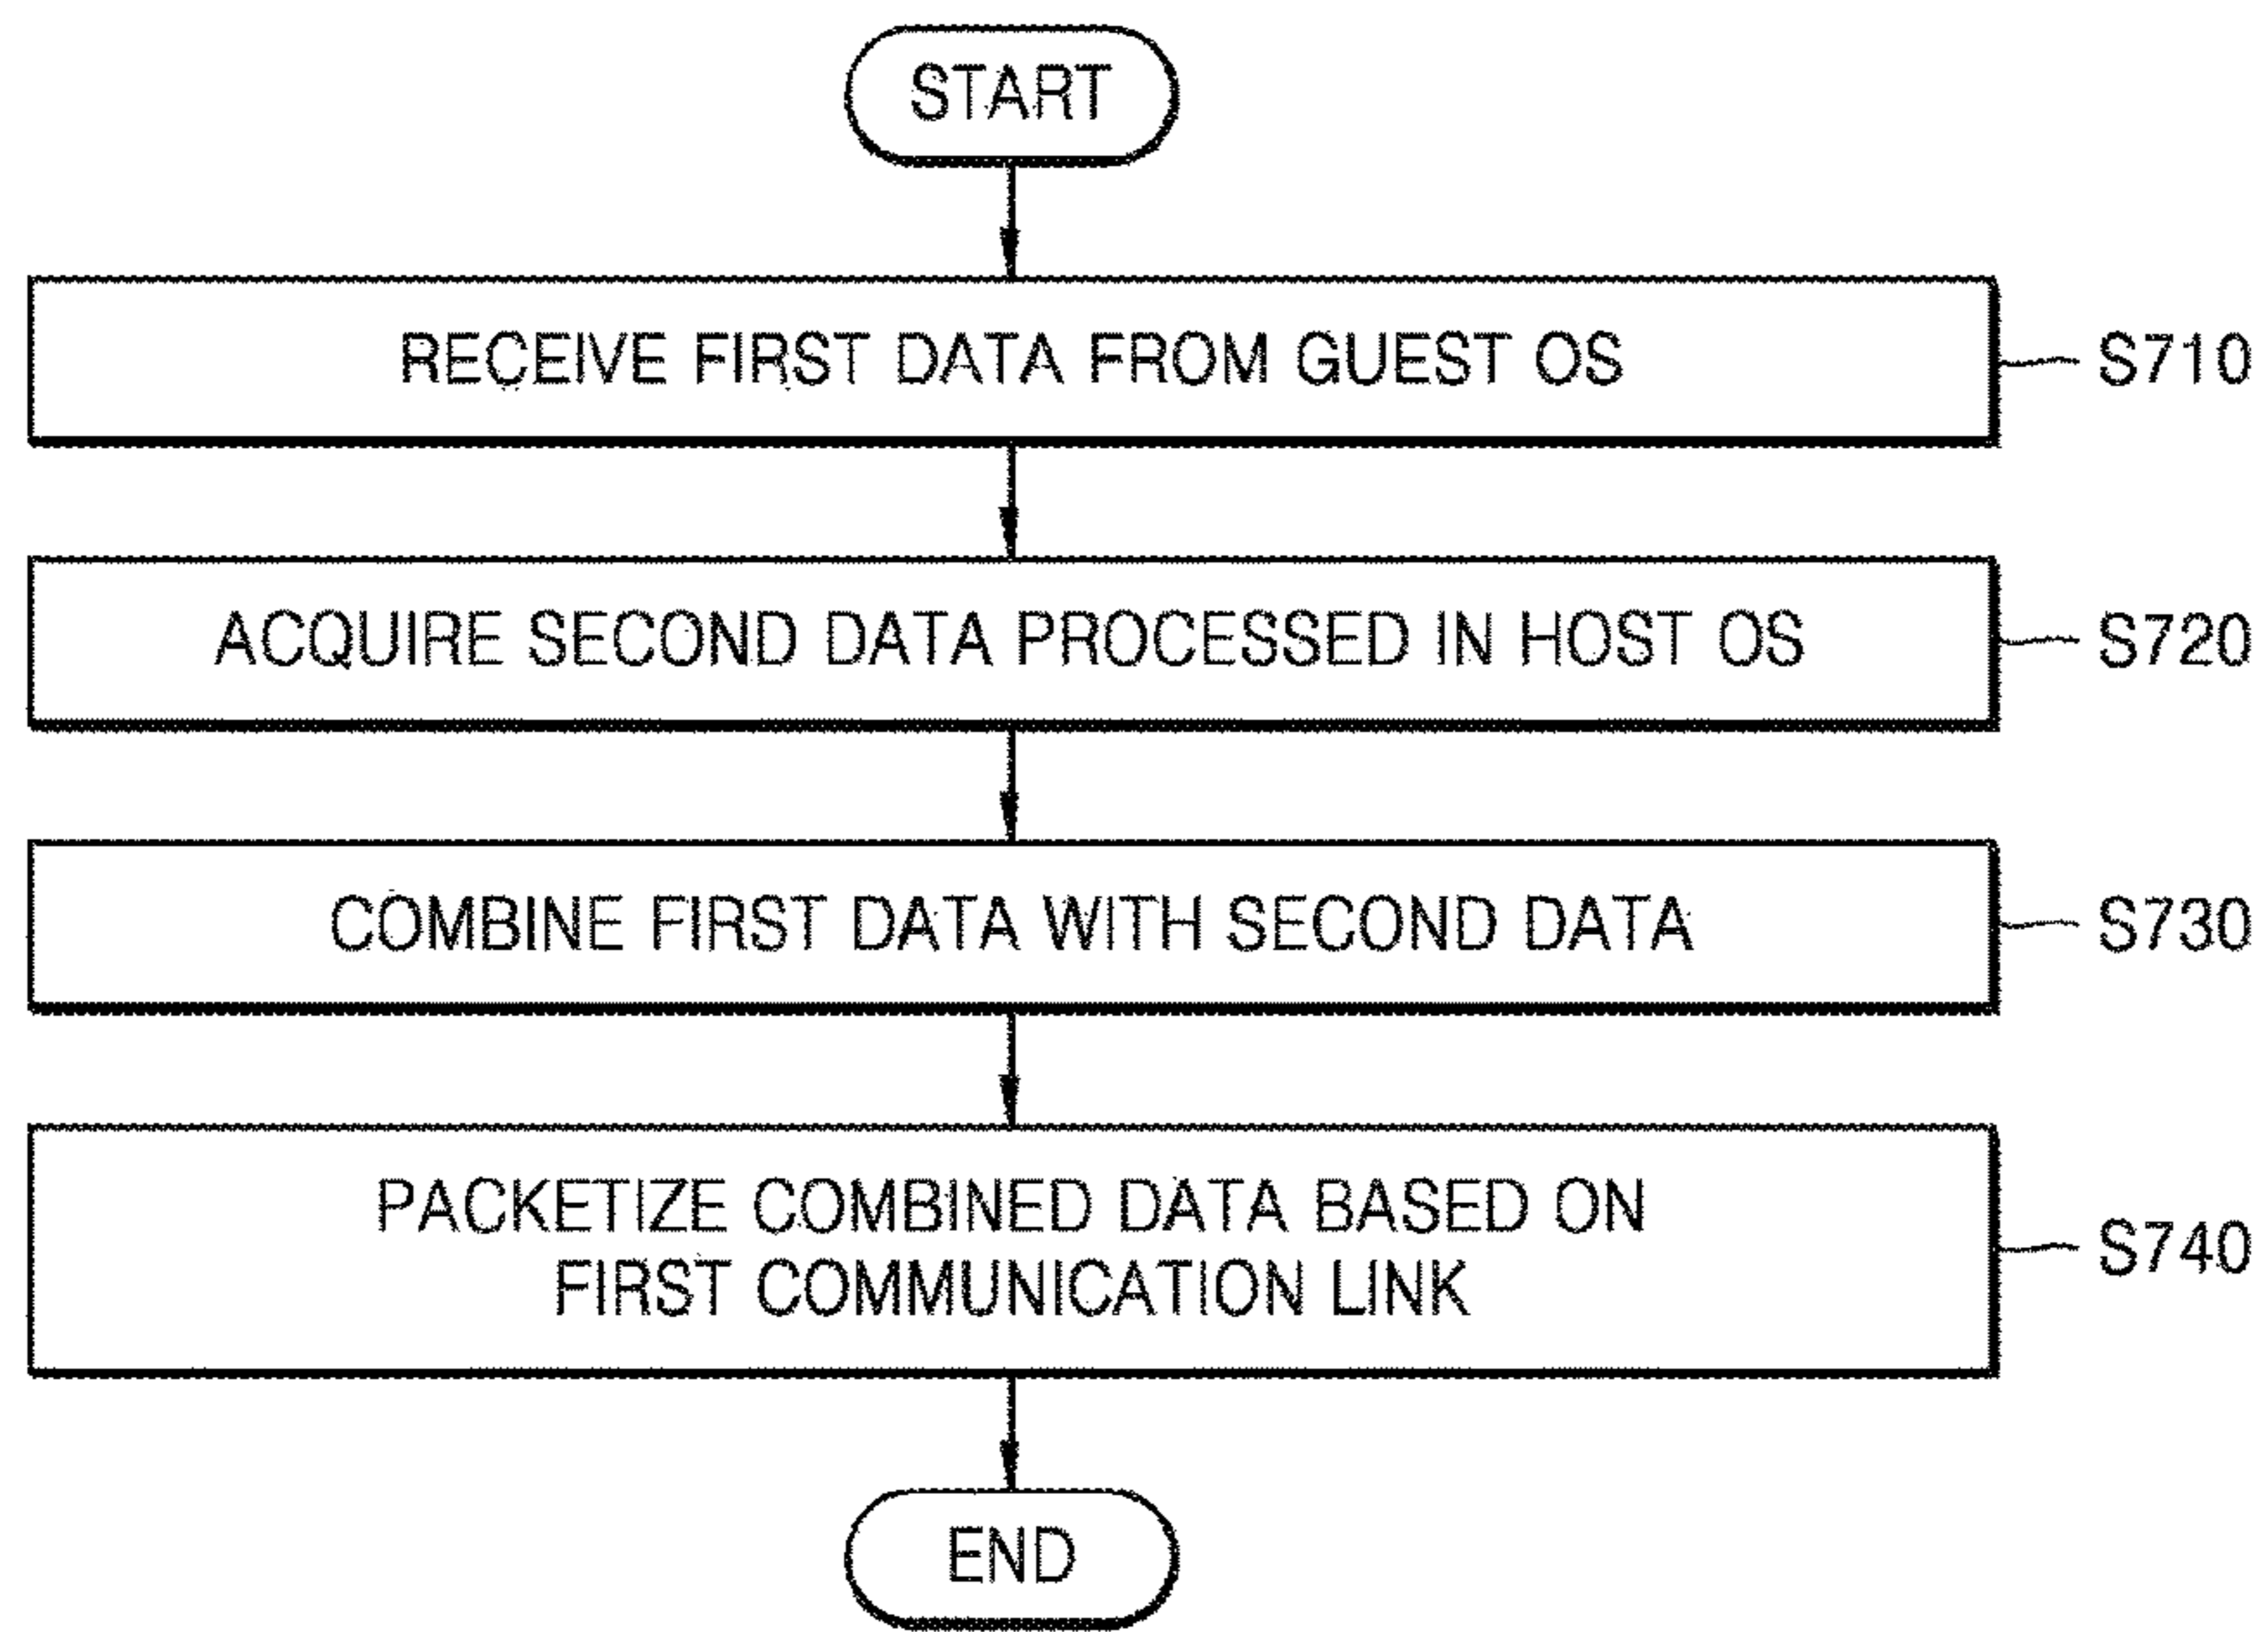 START
RECEIVE FIRST DATA FROM GUEST OS
S710
ACQUIRE SECOND DATA PROCESSED IN HOST OS
S720
COMBINE FIRST DATA WITH SECOND DATA
S730
PACKETIZE COMBINED DATA BASED ON
FIRST COMMUNICATION LINK
S740
END